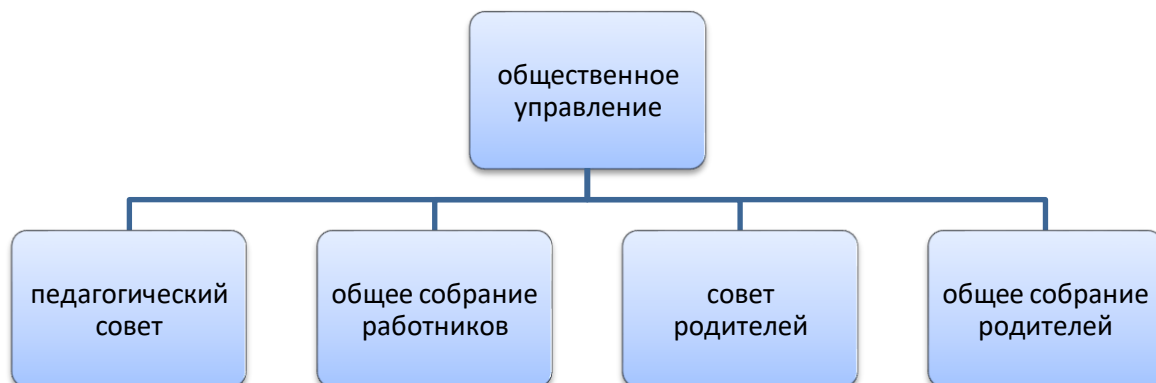 общественное
управление
педагогический
совет
общее собрание
работников
совет
родителей
общее собрание
родителей